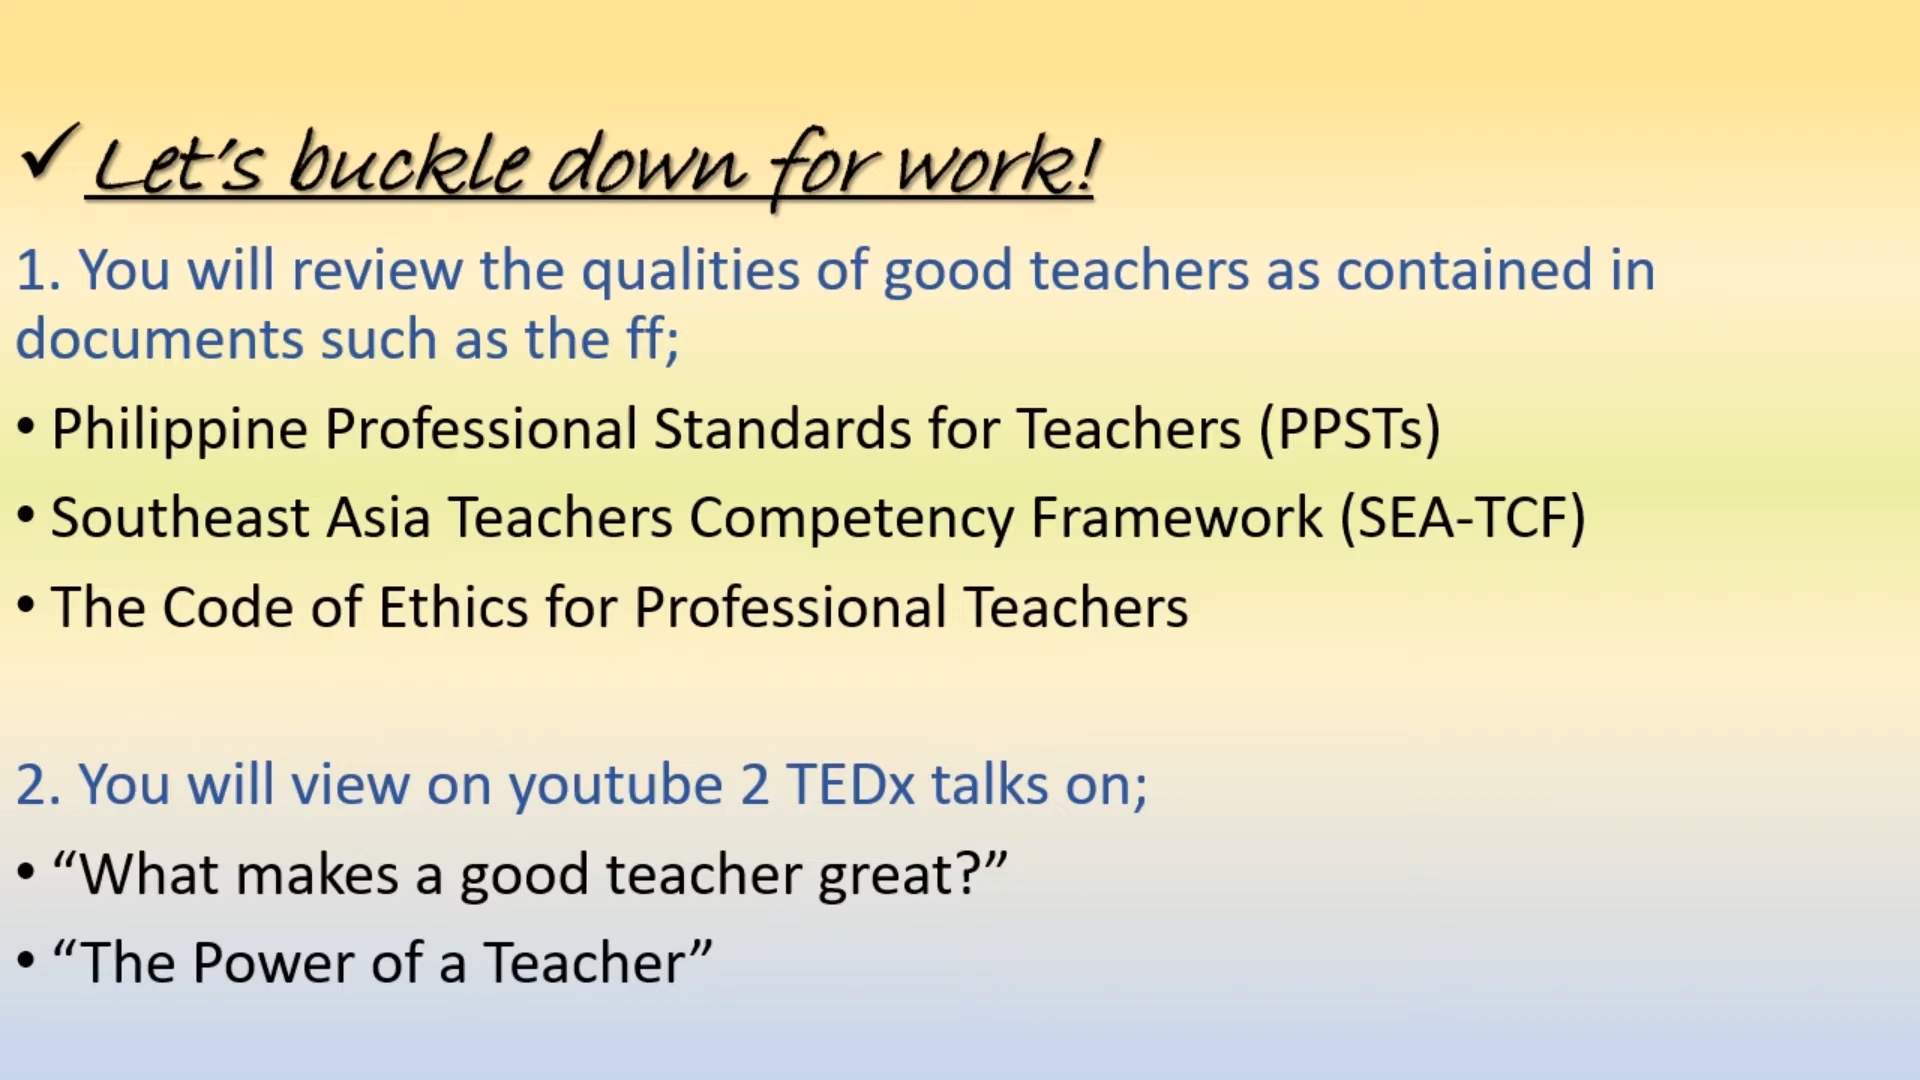 ✓ Let's buckle down for work!
1. You will review the qualities of good teachers as contained in
documents such as the ff;
• Philippine Professional Standards for Teachers (PPSTs)
• Southeast Asia Teachers Competency Framework (SEA-TCF)
• The Code of Ethics for Professional Teachers
2. You will view on youtube 2 TEDx talks on;
• “What makes a good teacher great?”
• “The Power of a Teacher”